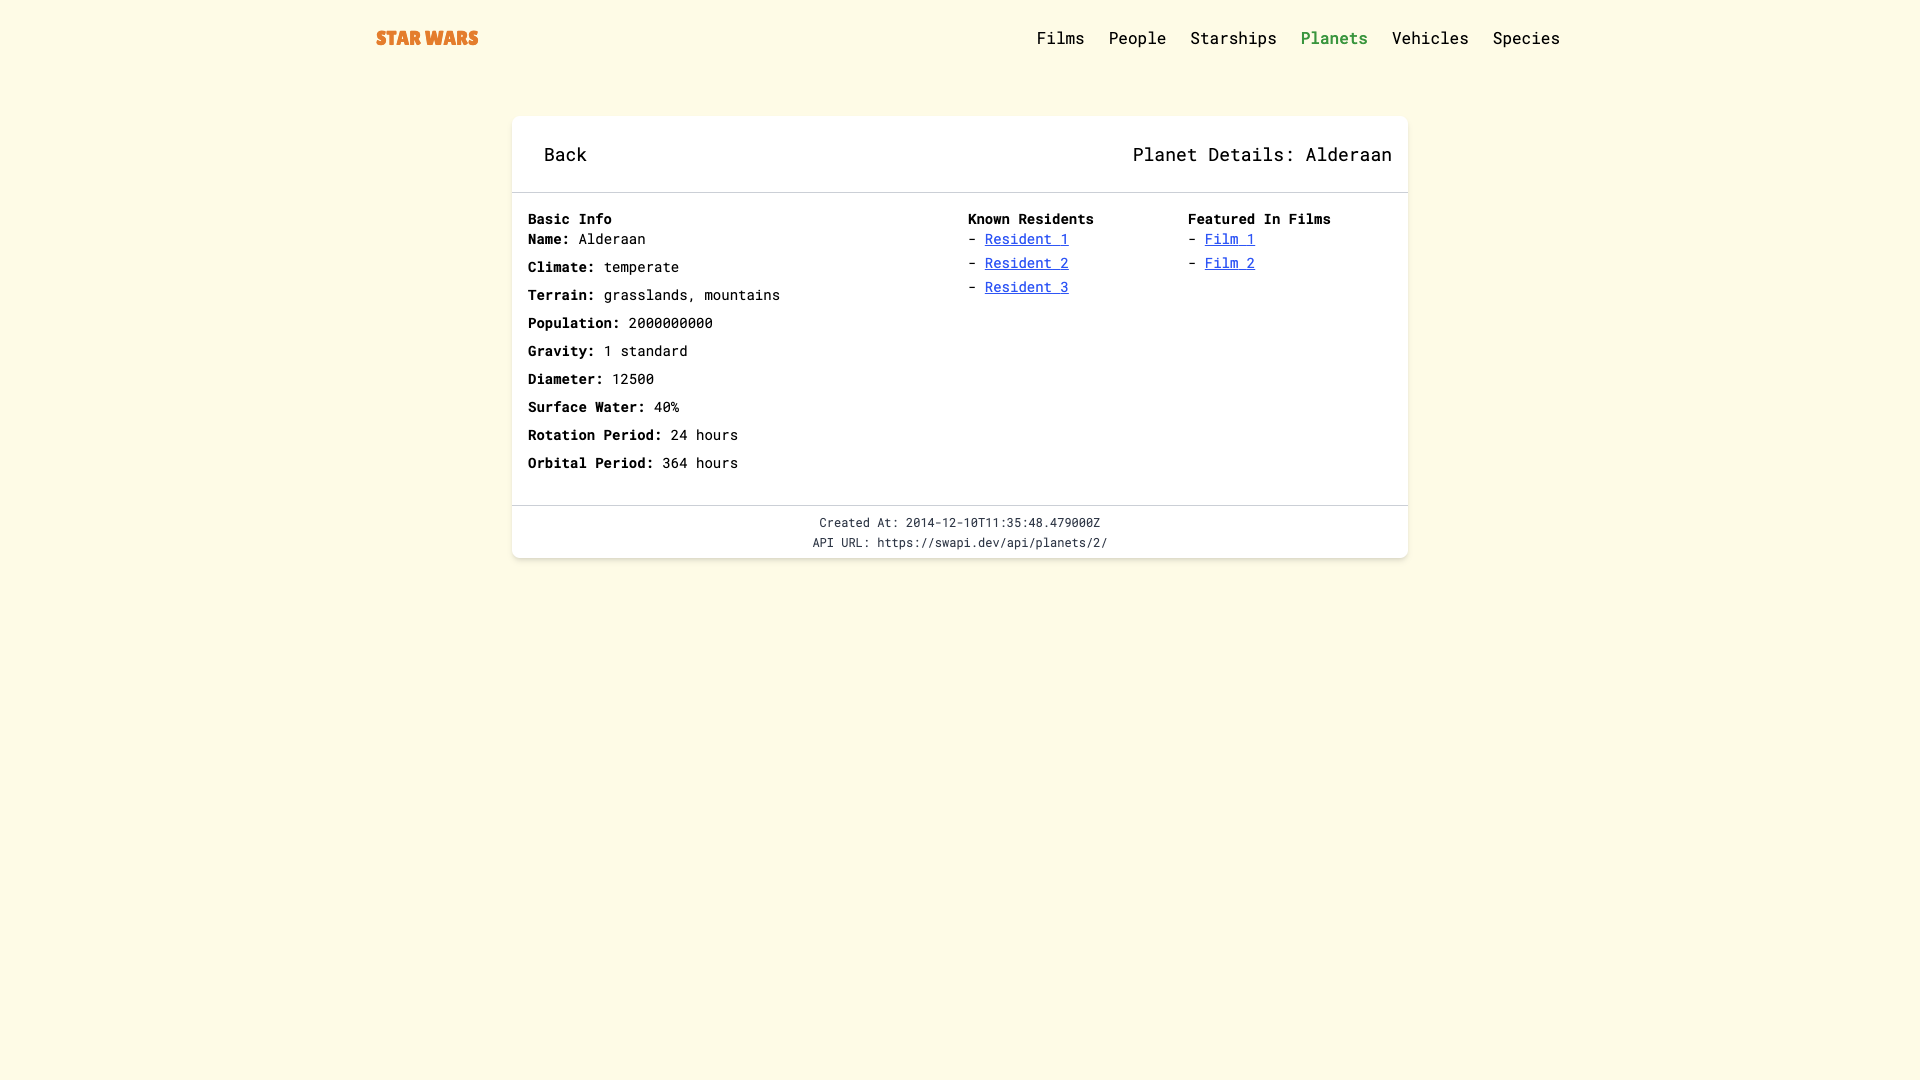 STAR WARS
Films People Starships Planets Vehicles Species
Back
Planet Details: Alderaan
Basic Info
Name: Alderaan
Climate: temperate
Terrain: grasslands, mountains
Population: 2000000000
Gravity: 1 standard
Diameter: 12500
Surface Water: 40%
Rotation Period: 24 hours
Orbital Period: 364 hours
Known Residents
- Resident 1
- Resident 2
- Resident 3
Featured In Films
- Film 1
- Film 2
Created At: 2014-12-10T11:35:48.479000Z
API URL: https://swapi.dev/api/planets/2/